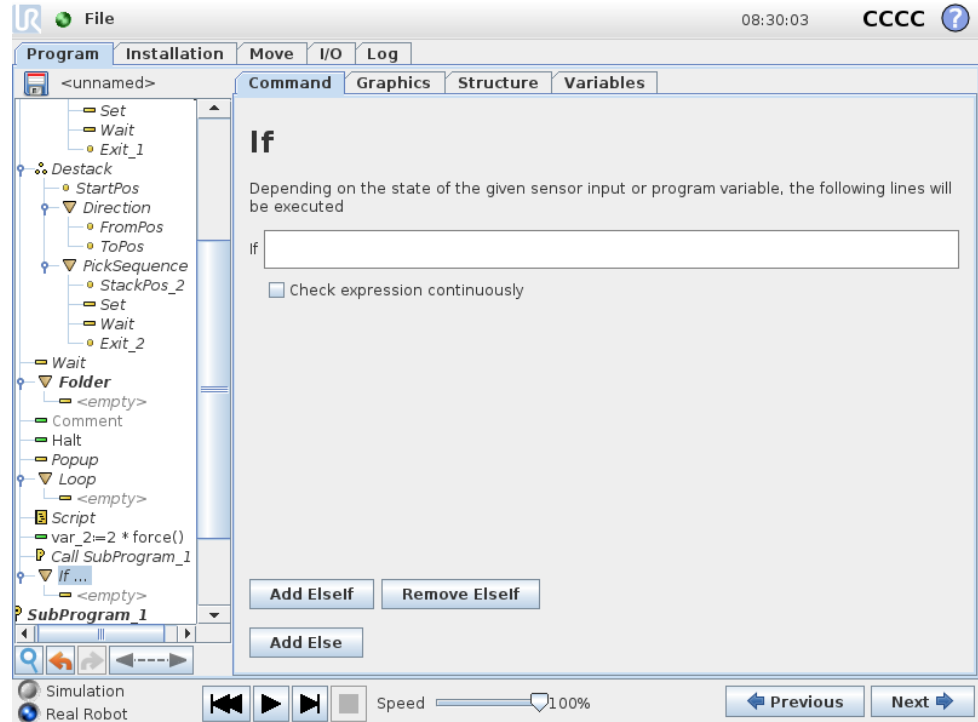 File
08:30:03
CCCC
?
Program
Installation
Move
I/O
Log
<unnamed>
Command
Graphics
Structure
Variables
Set
Wait
Exit_1
Destack
StartPos
Direction
FromPos
ToPos
PickSequence
StackPos_2
Set
Wait
Exit_2
Wait
Folder
<empty>
Comment
Halt
Popup
Loop
<empty>
Script
var_2:=2 * force()
Call SubProgram_1
If ...
<empty>
SubProgram_1
If
Depending on the state of the given sensor input or program variable, the following lines will
be executed
If
Check expression continuously
Add ElseIf
Remove ElseIf
Add Else
Simulation
Real Robot
Speed
100%
Previous
Next